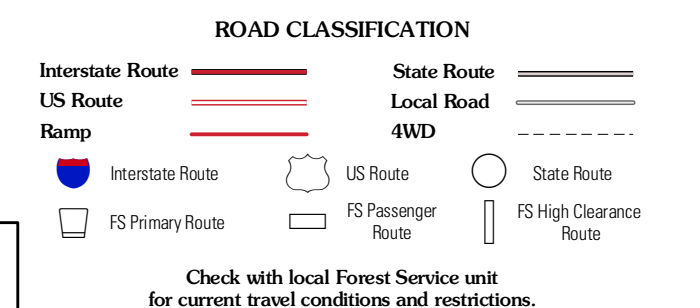 ROAD CLASSIFICATION
Interstate Route
State Route
US Route
Local Road
Ramp
4WD
Interstate Route
US Route
State Route
FS Primary Route
FS Passenger
Route
FS High Clearance
Route
Check with local Forest Service unit
for current travel conditions and restrictions.